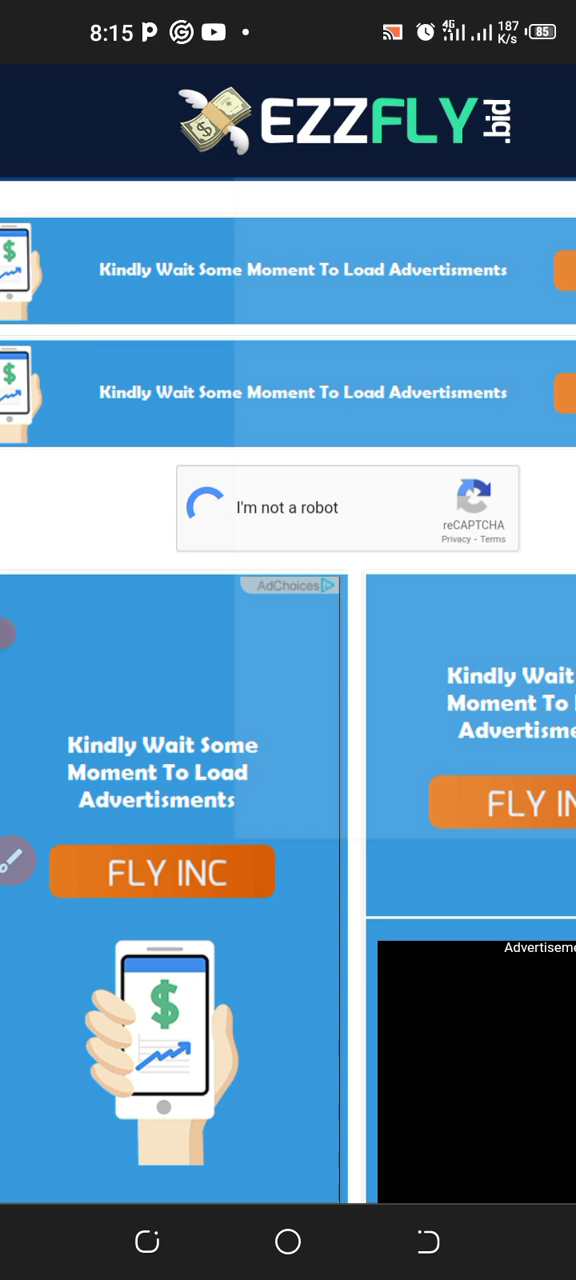 8:15
4G
187
K/s
85
EZZFLY.bid
Kindly Wait Some Moment To Load Advertisments
Kindly Wait Some Moment To Load Advertisments
I'm not a robot
reCAPTCHA
Privacy - Terms
AdChoices
Kindly Wait Some
Moment To Load
Advertisments
FLY INC
Kindly Wait
Moment To
Advertisme
FLY IN
Advertiseme